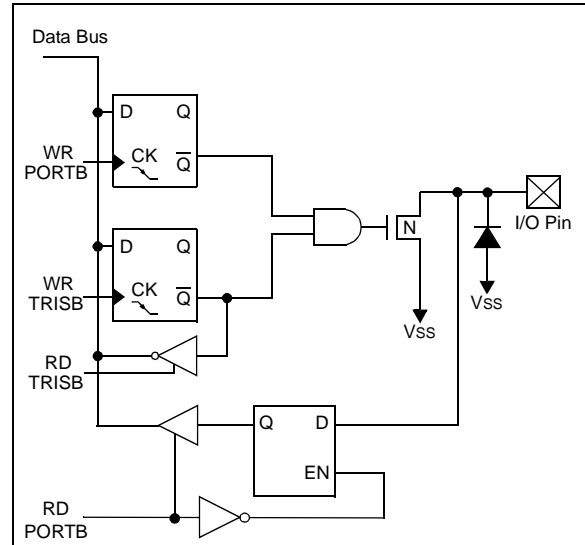 Data Bus
D Q
WR
PORTB
CK
Q
N
I/O Pin
D Q
VSS
WR
TRISB
CK
Q
VSS
RD
TRISB
Q D
EN
RD
PORTB